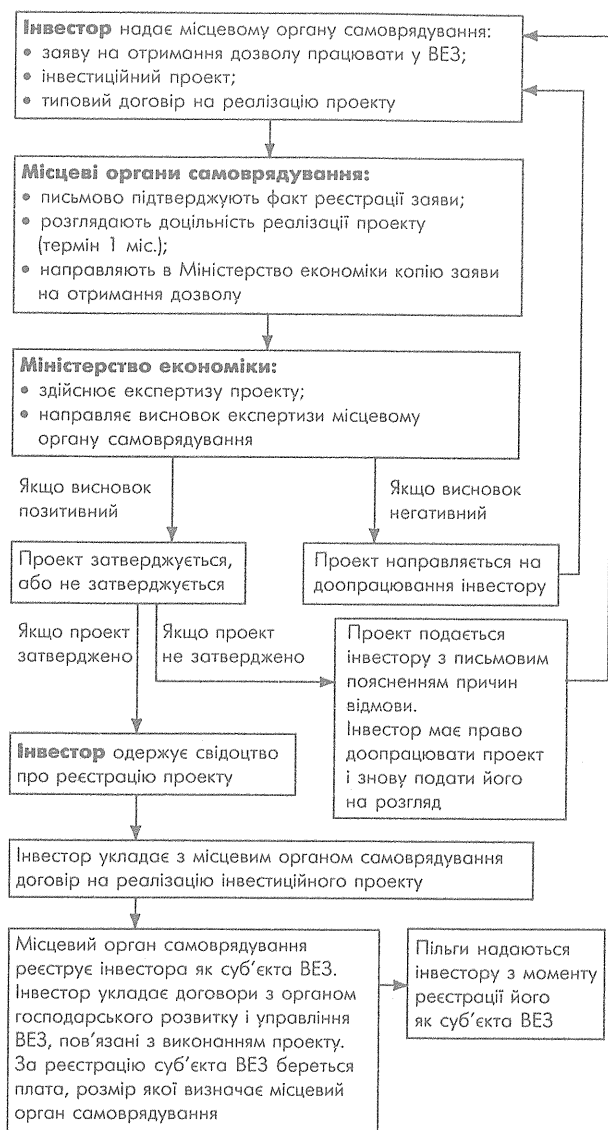 Інвестор надає місцевому органу самоврядування:
• заяву на отримання дозволу працювати у ВЕЗ;
• інвестиційний проект;
• типовий договір на реалізацію проекту
Місцеві органи самоврядування:
• письмово підтверджують факт реєстрації заяви;
• розглядають доцільність реалізації проекту
(термін 1 міс.);
• направляють в Міністерство економіки копію заяви
на отримання дозволу
Міністерство економіки:
• здійснює експертизу проекту;
• направляє висновок експертизи місцевому
органу самоврядування
Якщо висновок
позитивний
Якщо висновок
негативний
Проект затверджується,
або не затверджується
Проект направляється на
доопрацювання інвестору
Якщо проект
затверджено
Якщо проект
не затверджено
Проект подається
інвестору з письмовим
поясненням причин
відмови.
Інвестор має право
доопрацювати проект
і знову подати його
на розгляд
Інвестор одержує свідоцтво
про реєстрацію проекту
Інвестор укладає з місцевим органом самоврядування
договір на реалізацію інвестиційного проекту
Місцевий орган самоврядування
реєструє інвестора як суб’єкта ВЕЗ.
Інвестор укладає договори з органом
господарського розвитку і управління
ВЕЗ, пов’язані з виконанням проекту.
За реєстрацію суб’єкта ВЕЗ береться
плата, розмір якої визначає місцевий
орган самоврядування
Пільги надаються
інвестору з моменту
реєстрації його
як суб’єкта ВЕЗ